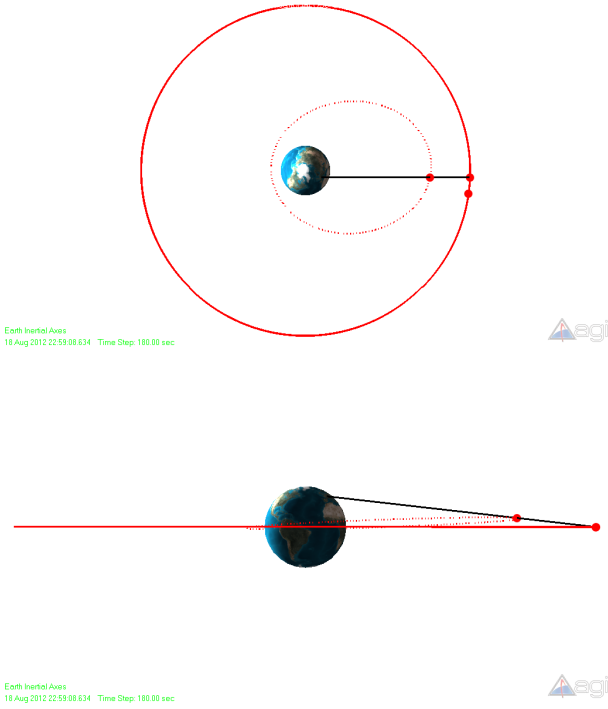 Earth Inertial Axes
18 Aug 2012 22:59:08.634 Time Step: 180.00 sec
agi
Earth Inertial Axes
18 Aug 2012 22:59:08.634 Time Step: 180.00 sec
agi